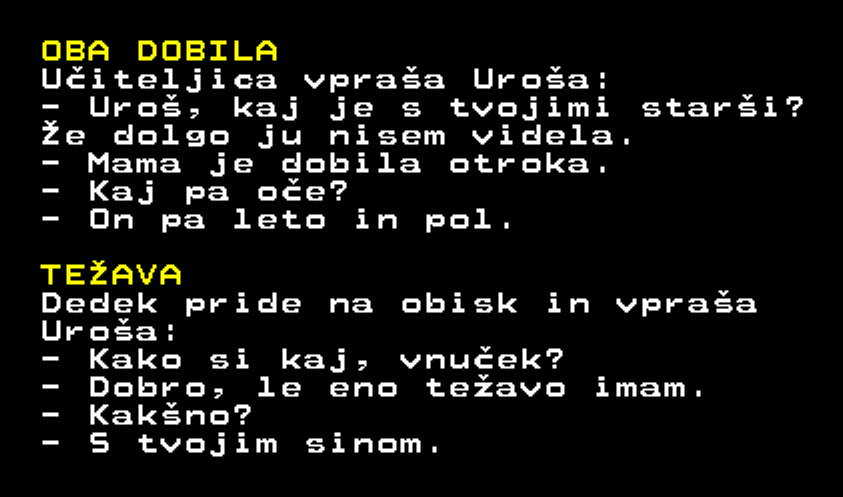 OBA DOBILA
Učiteljica vpraša Uroša:
- Uroš, kaj je s tvojimi starši?
Že dolgo ju nisem videla.
- Mama je dobila otroka.
- Kaj pa oče?
- On pa leto in pol.
TEŽAVA
Dedek pride na obisk in vpraša
Uroša:
- Kako si kaj, vnuček?
- Dobro, le eno težavo imam.
- Kakšno?
- S tvojim sinom.